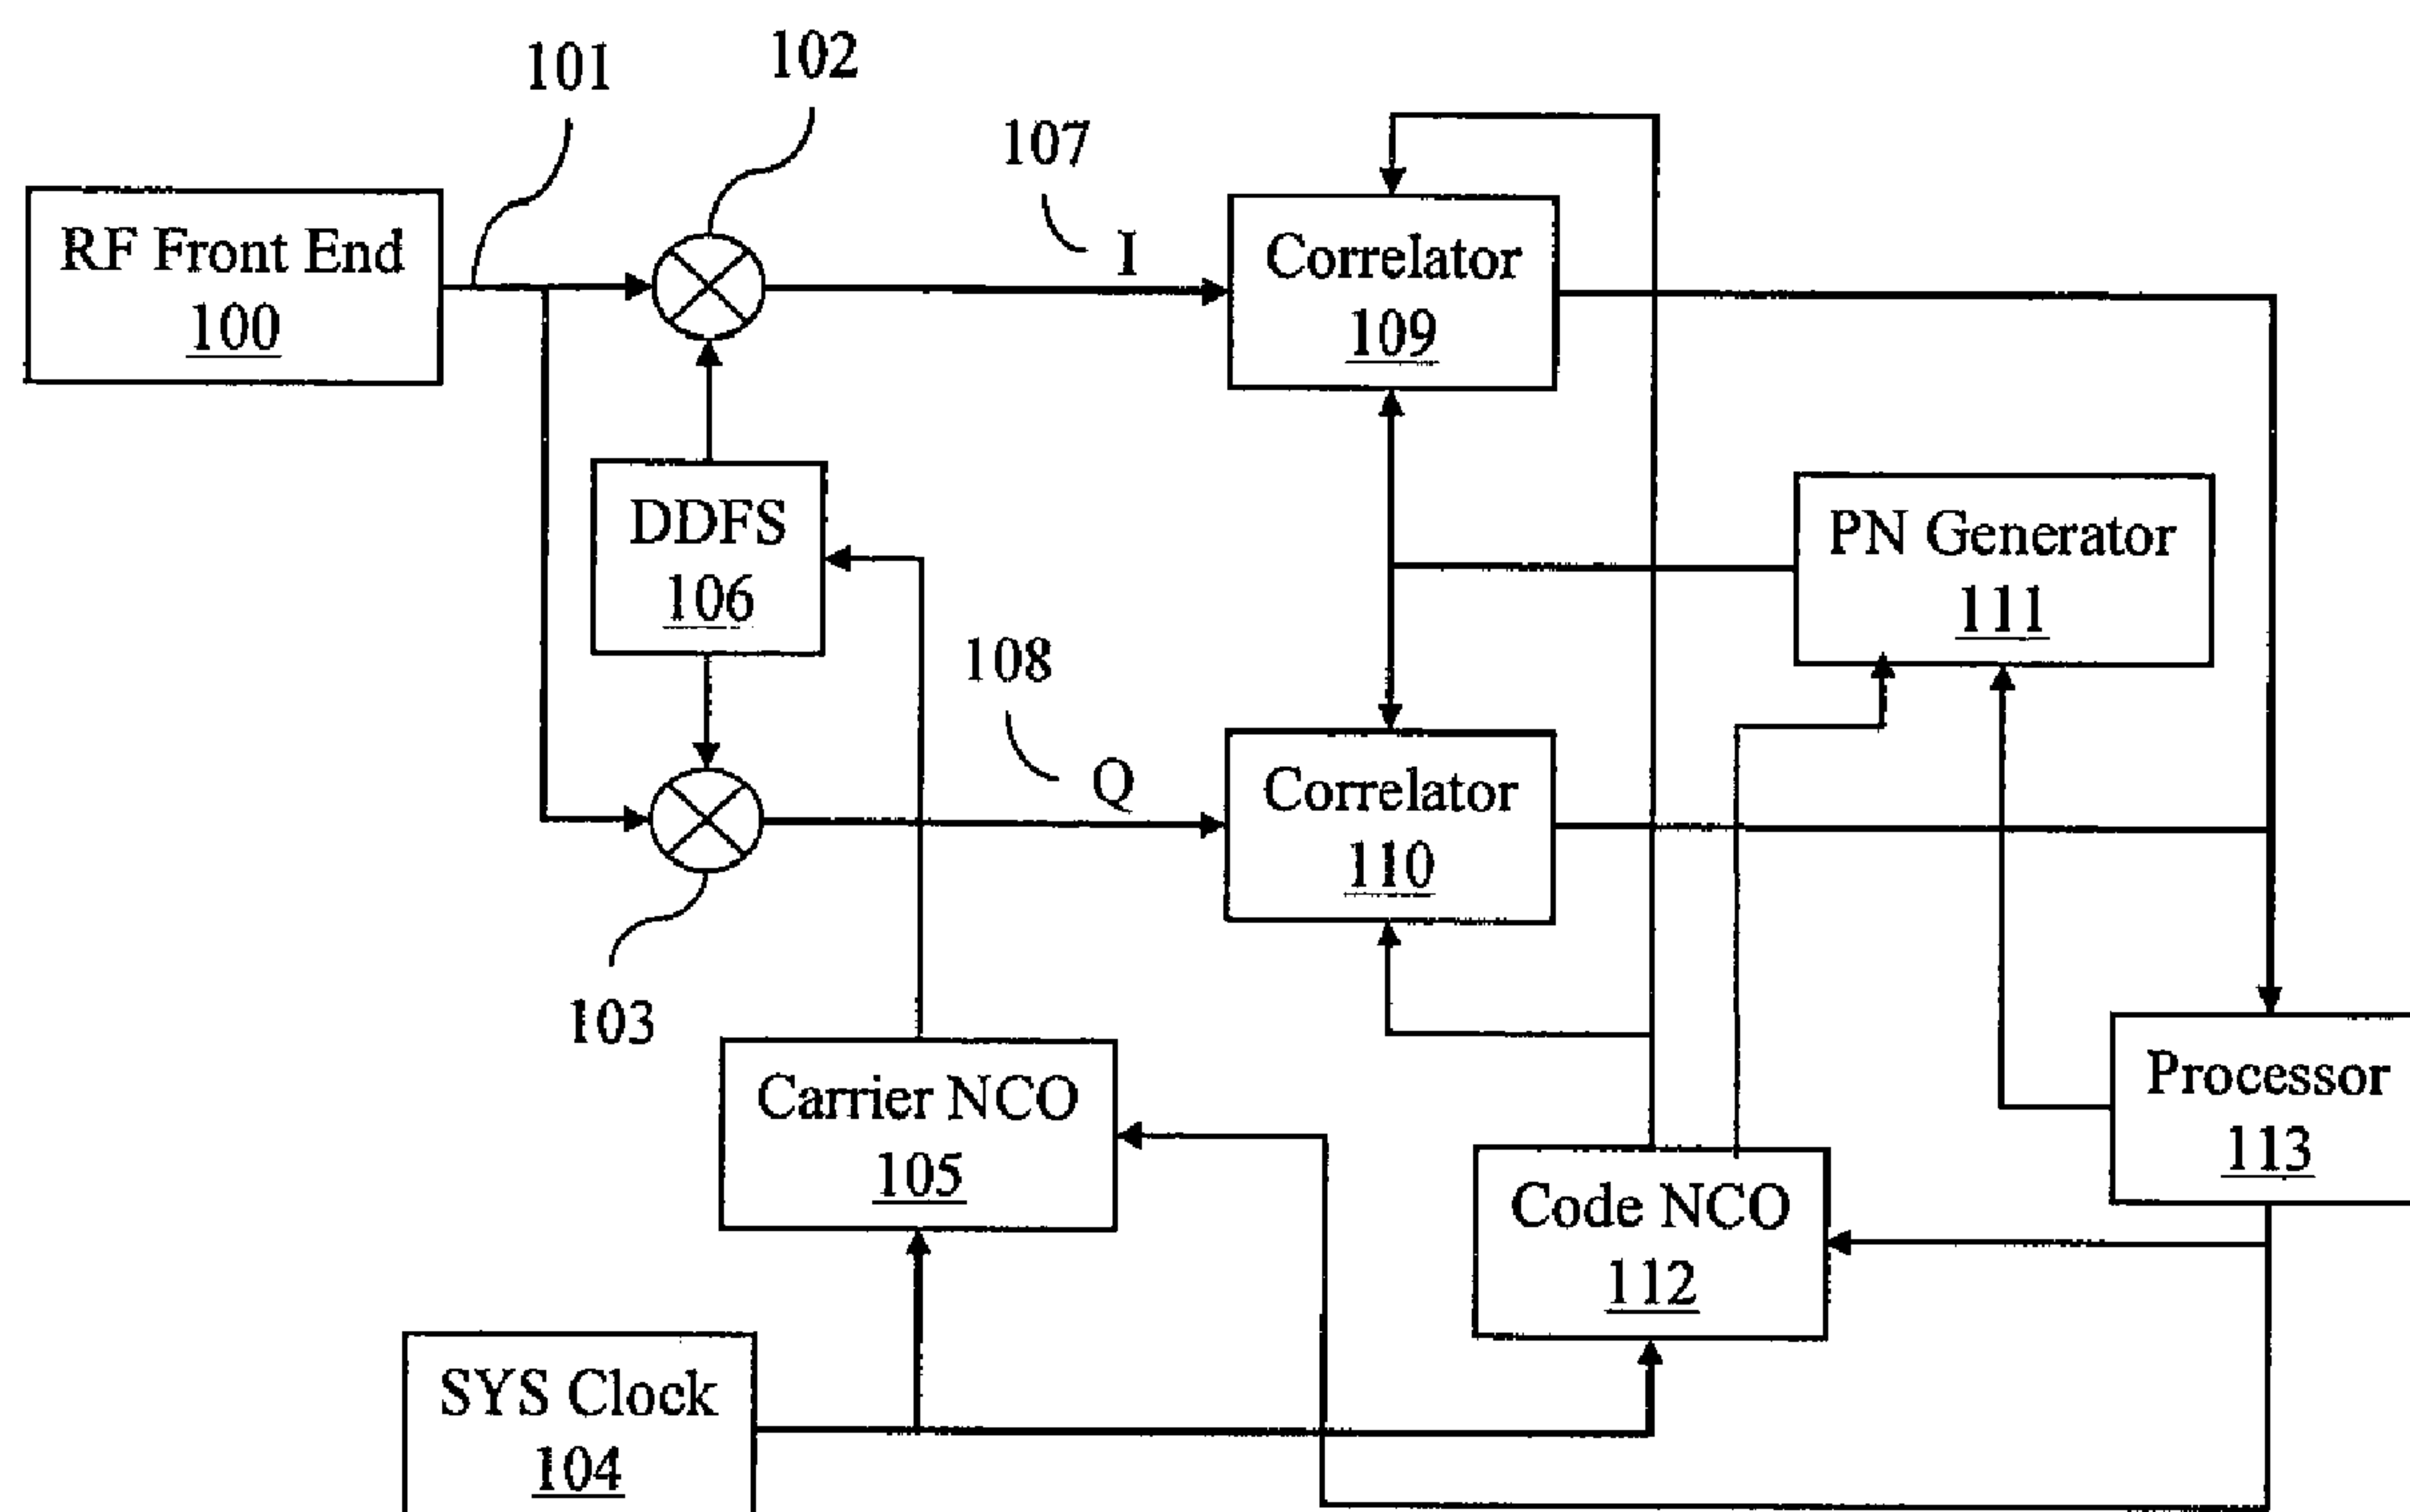 101
102
107
RF Front End
100
I
Correlator
109
DDFS
106
PN Generator
111
108
Q
Correlator
110
103
Carrier NCO
105
Processor
113
Code NCO
112
SYS Clock
104